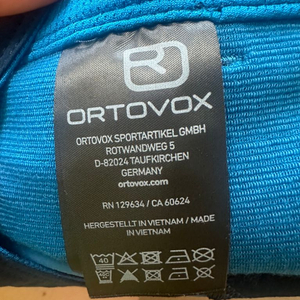 ORTOVOX
ORTOVOX SPORTARTIKEL GMBH
ROTWANDWEG 5
D-82024 TAUFKIRCHEN
GERMANY
ortovox.com
RN 129634 / CA 60624
HERGESTELLT IN VIETNAM / MADE
IN VIETNAM
40